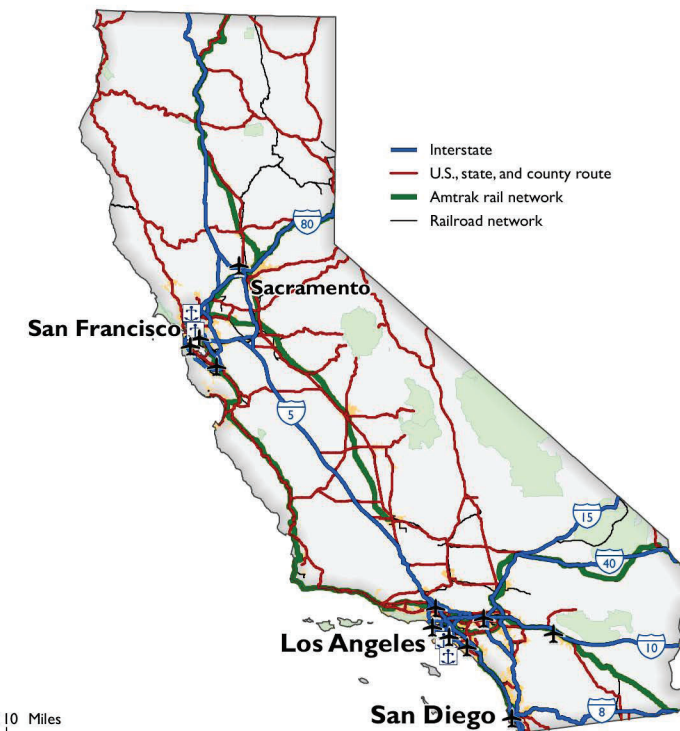 Interstate
U.S., state, and county route
Amtrak rail network
Railroad network
80
Sacramento
San Francisco
5
15
40
Los Angeles
10
San Diego
8
10 Miles